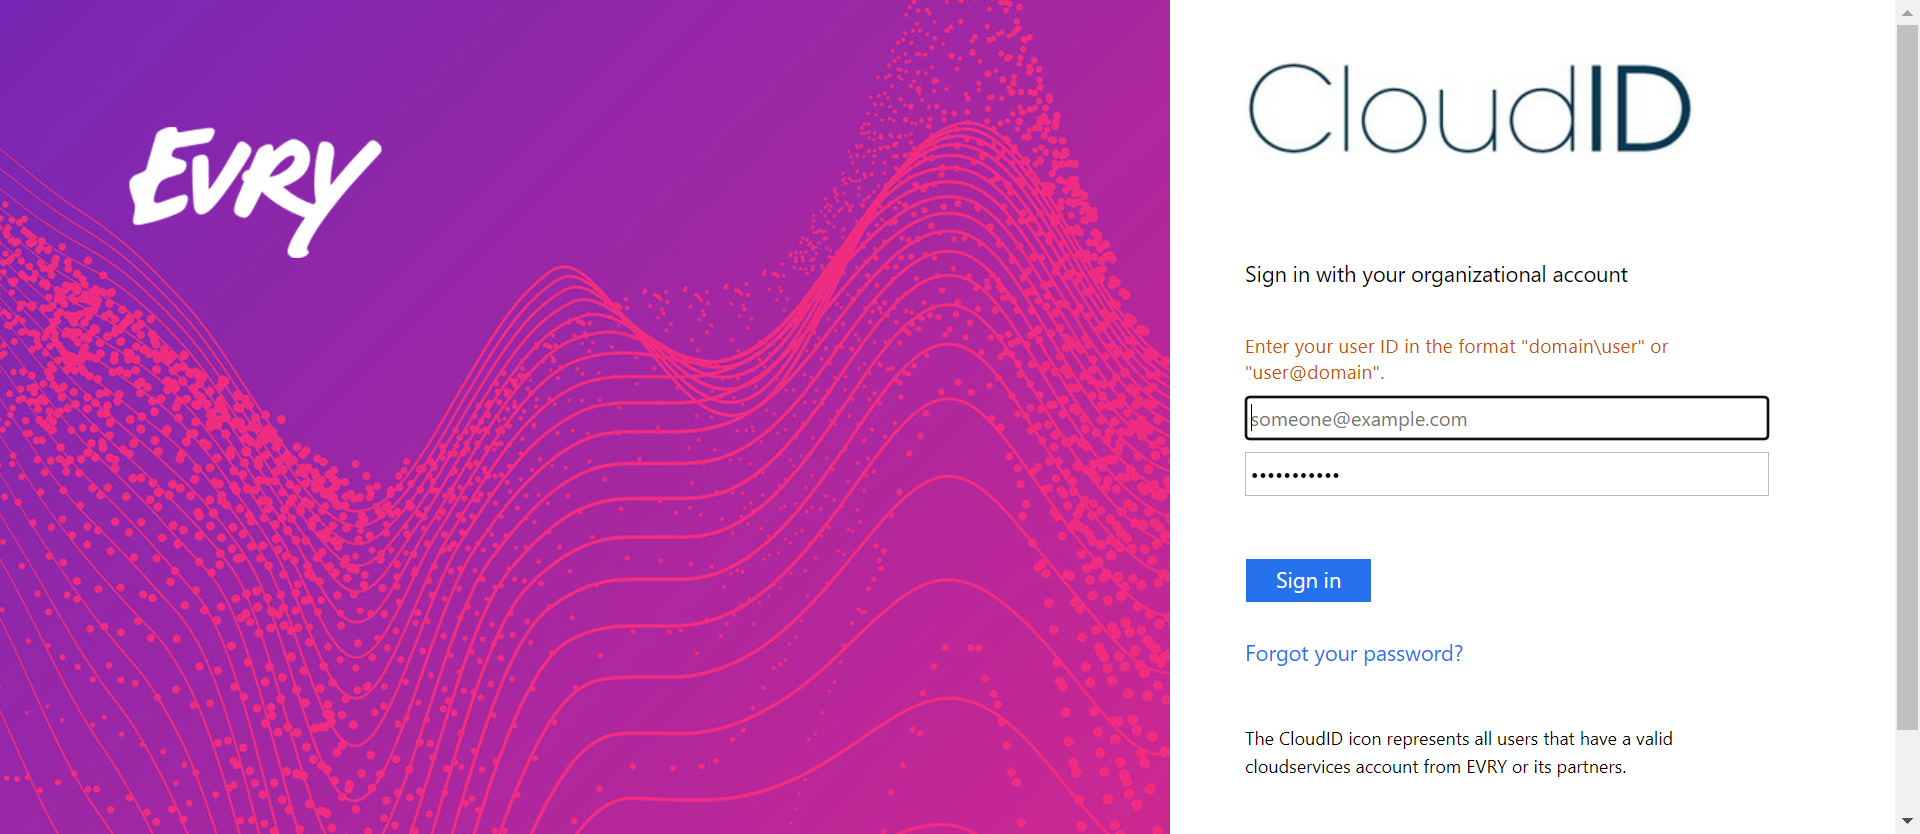 EVRY
CloudID
Sign in with your organizational account
Enter your user ID in the format "domain\user" or
"user@domain".
someone@example.com
•••••••••••
Sign in
Forgot your password?
The CloudID icon represents all users that have a valid
cloudservices account from EVRY or its partners.